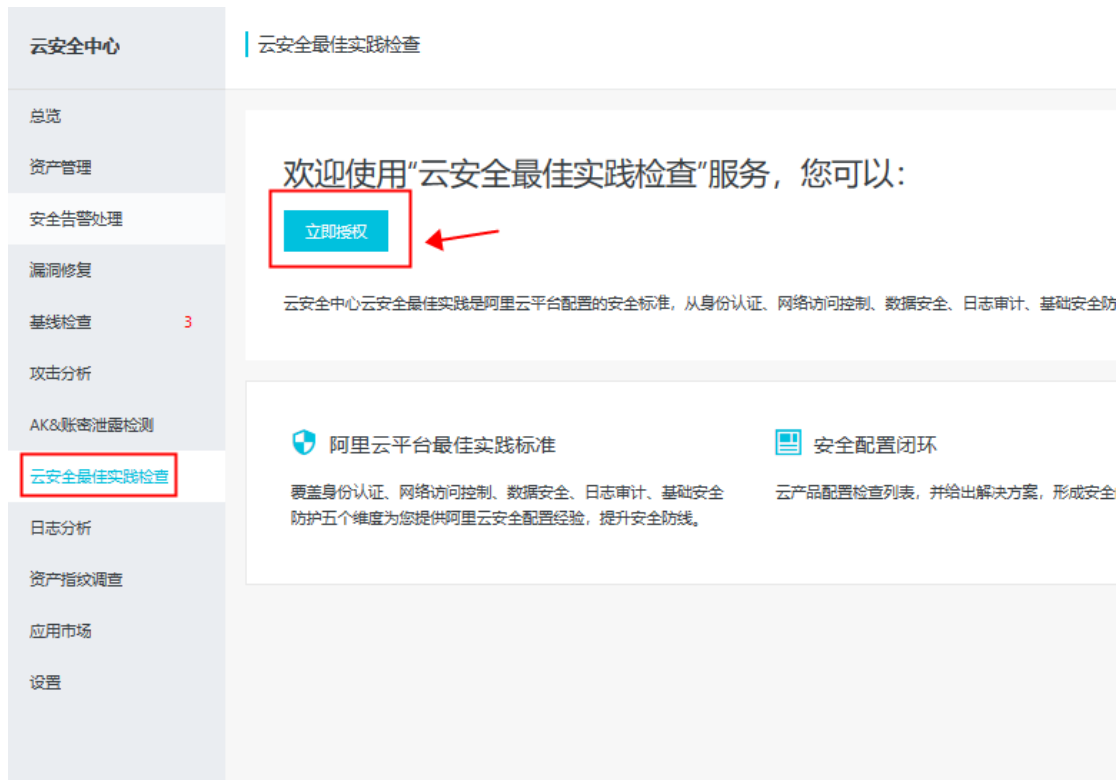 云安全中心
云安全最佳实践检查
总览
资产管理
安全告警处理
漏洞修复
基线检查 3
攻击分析
AK&账密泄露检测
云安全最佳实践检查
日志分析
资产指纹调查
应用市场
设置
欢迎使用“云安全最佳实践检查”服务，您可以：
立即授权
云安全中心云安全最佳实践是阿里云平台配置的安全标准，从身份认证、网络访问控制、数据安全、日志审计、基础安全防
阿里云平台最佳实践标准
覆盖身份认证、网络访问控制、数据安全、日志审计、基础安全
防护五个维度为您提供阿里云安全配置经验，提升安全防线。
安全配置闭环
云产品配置检查列表，并给出解决方案，形成安全